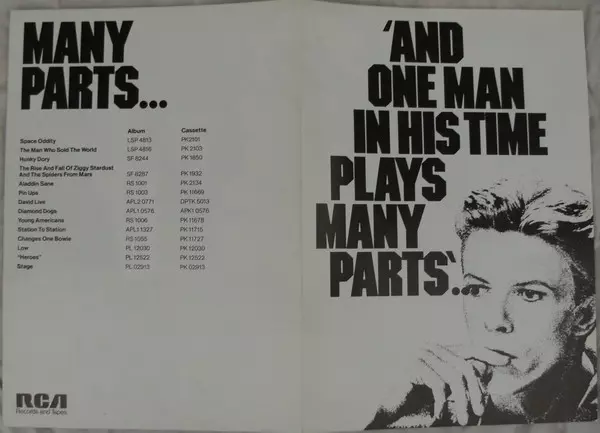 MANY
PARTS...
Album Cassette
Space Oddity LSP 4813 PK2101
The Man Who Sold The World LSP 4816 PK 2103
Hunky Dory SF 8244 PK 1850
The Rise And Fall Of Ziggy Stardust
And The Spiders From Mars SF 8287 PK 1932
Aladdin Sane RS 1001 PK 2134
Pin Ups RS 1003 PK 11669
David Live APL2 0771 DPTK 5013
Diamond Dogs APL1 0576 APK1 0576
Young Americans RS 1006 PK 11678
Station To Station APL1 1327 PK 11715
Changes One Bowie RS 1055 PK 11727
Low PL 12030 PK 12030
"Heroes" PL 12522 PK 12522
Stage PL 02913 PK 02913
RCA
Records and Tapes
'AND
ONE MAN
IN HIS TIME
PLAYS
MANY
PARTS'...